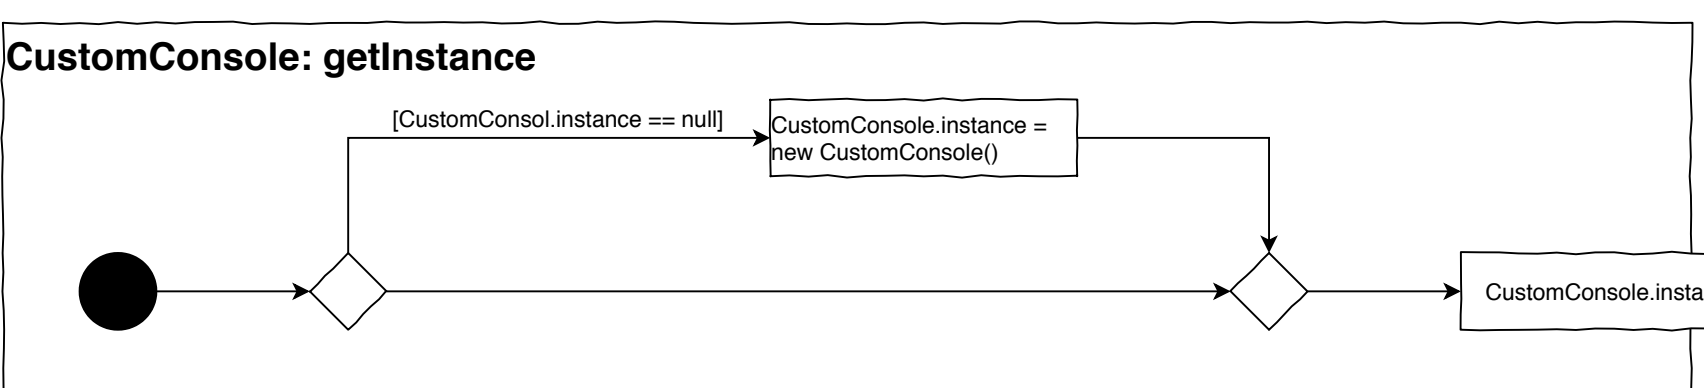 CustomConsole: getInstance
[CustomConsol.instance == null]
CustomConsole.instance =
new CustomConsole()
CustomConsole.insta